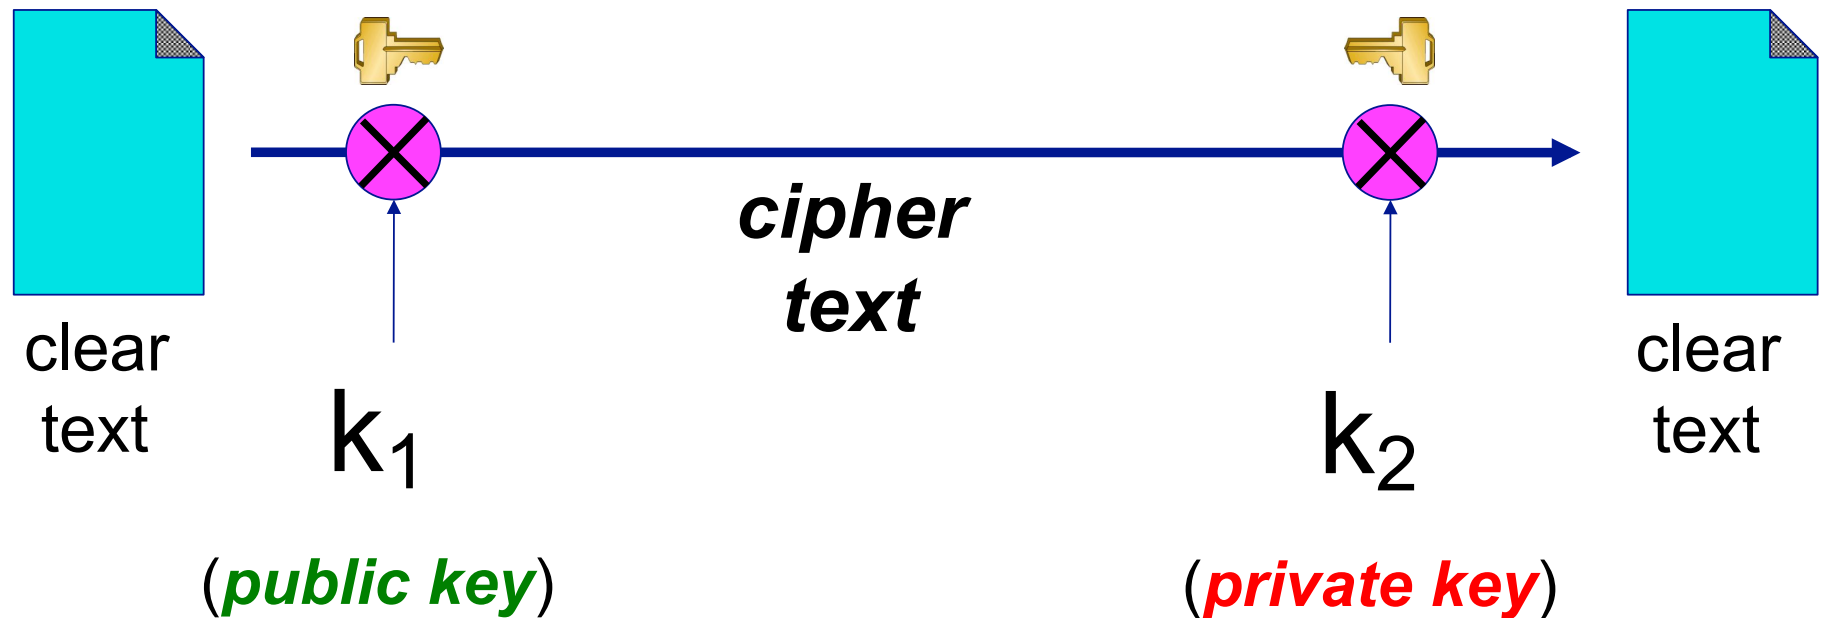 cipher
text
clear
text
clear
text
k₁
k₂
(public key)
(private key)